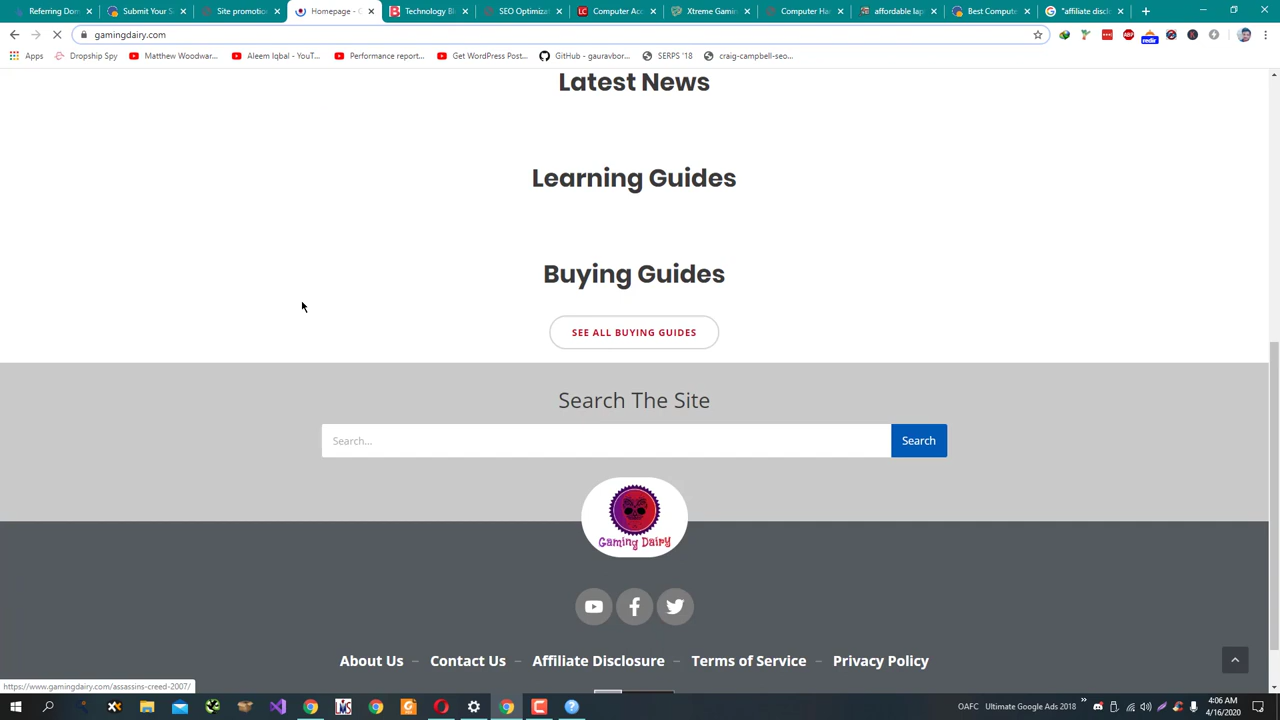 Referring Don
Submit Your S
Site promotion
Homepage - G
Technology Bl
SEO Optimizat
Computer Acc
Xtreme Gamin
Computer Har
affordable lap
Best Compute
"affiliate discl
gamingdairy.com
Apps
Dropship Spy
Matthew Woodwar...
Aleem Iqbal - YouT...
Performance report...
Get WordPress Post...
GitHub - gauravbor...
SERPS '18
craig-campbell-seo...
Latest News
Learning Guides
Buying Guides
SEE ALL BUYING GUIDES
Search The Site
Search...
Search
Gaming Dairy
About Us – Contact Us – Affiliate Disclosure – Terms of Service – Privacy Policy
https://www.gamingdairy.com/assassins-creed-2007/
OAFC
Ultimate Google Ads 2018
4:06 AM
4/16/2020